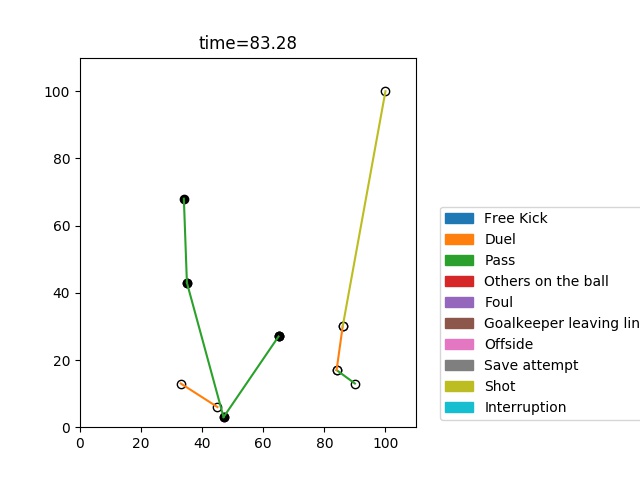 time=83.28
100
80
60
40
20
0
0 20 40 60 80 100
Free Kick
Duel
Pass
Others on the ball
Foul
Goalkeeper leaving lin
Offside
Save attempt
Shot
Interruption